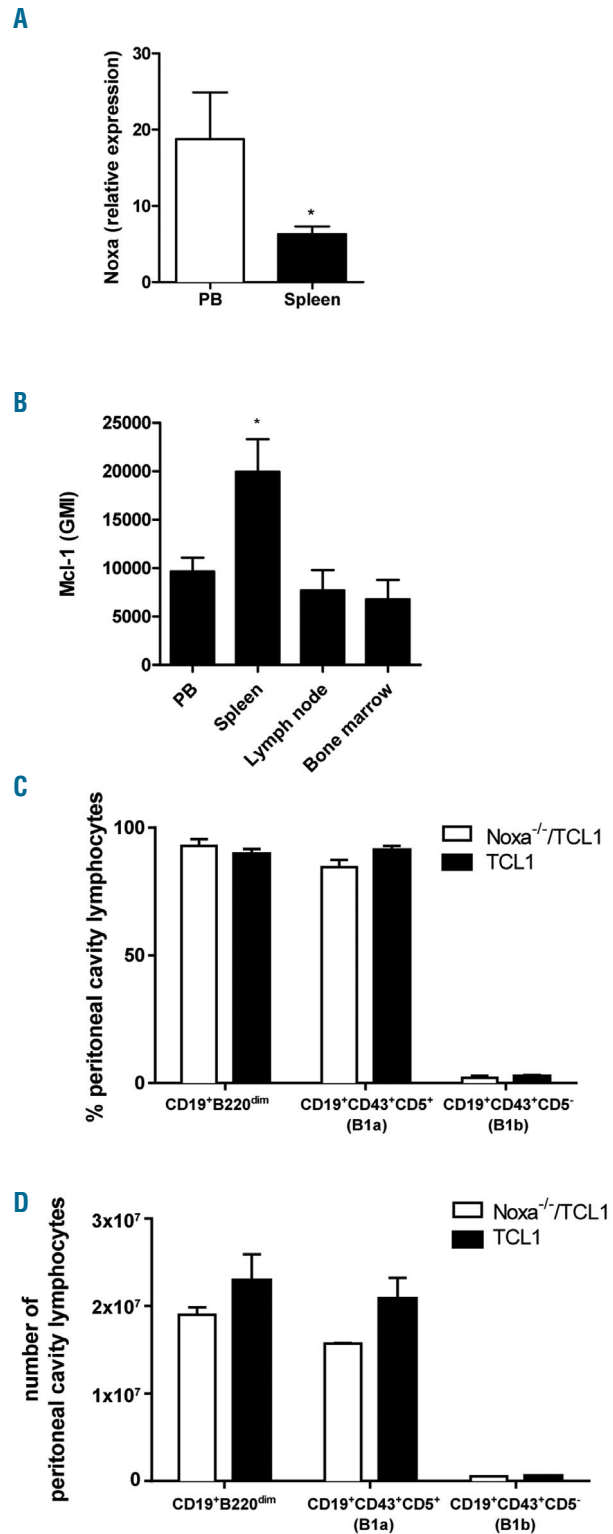 A
Noxa (relative expression)
30
20
10
0
*
PB
Spleen
B
Mcl-1 (GMI)
25000
20000
15000
10000
5000
0
*
PB
Spleen
Lymph node
Bone marrow
C
% peritoneal cavity lymphocytes
100
50
0
Noxa-/-/TCL1
TCL1
CD19+B220dim
CD19+CD43+CD5+
(B1a)
CD19+CD43+CD5-
(B1b)
D
number of
peritoneal cavity lymphocytes
3x10⁷
2x10⁷
1x10⁷
0
Noxa-/-/TCL1
TCL1
CD19+B220dim
CD19+CD43+CD5+
(B1a)
CD19+CD43+CD5-
(B1b)